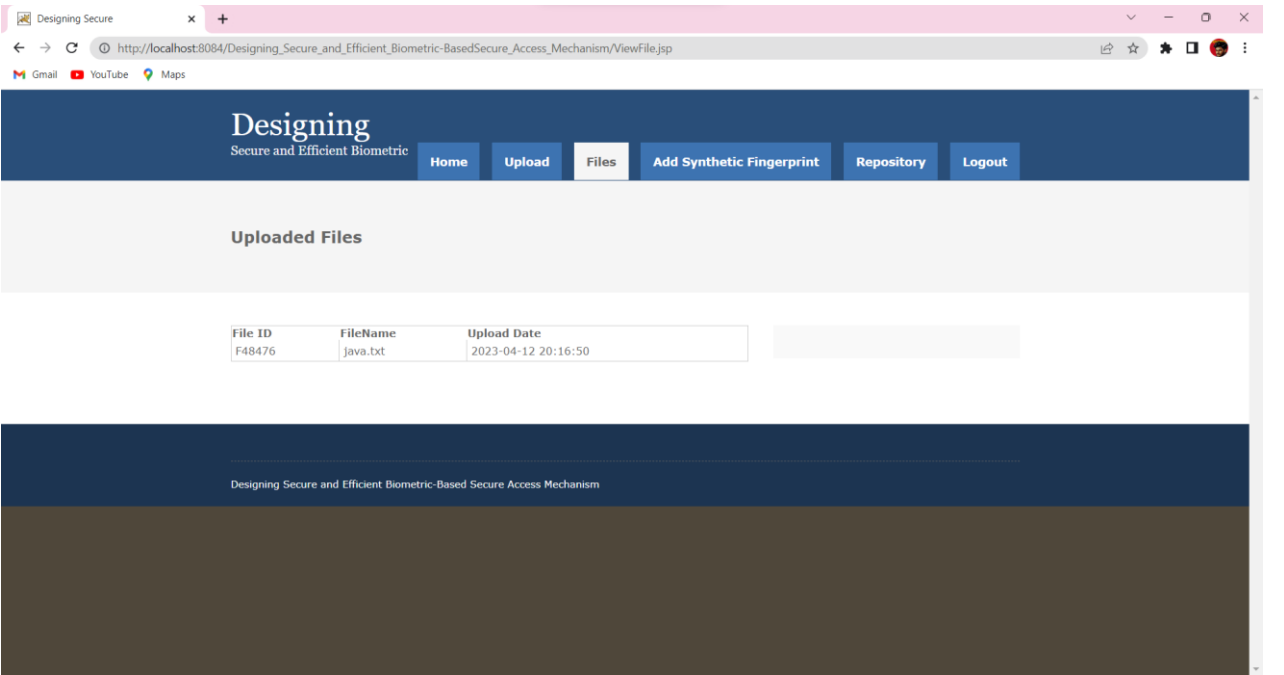 Designing Secure
http://localhost:8084/Designing_Secure_and_Efficient_Biometric-BasedSecure_Access_Mechanism/ViewFile.jsp
Gmail YouTube Maps
Designing
Secure and Efficient Biometric
Home Upload Files Add Synthetic Fingerprint Repository Logout
Uploaded Files
File ID FileName Upload Date
F48476 java.txt 2023-04-12 20:16:50
Designing Secure and Efficient Biometric-Based Secure Access Mechanism